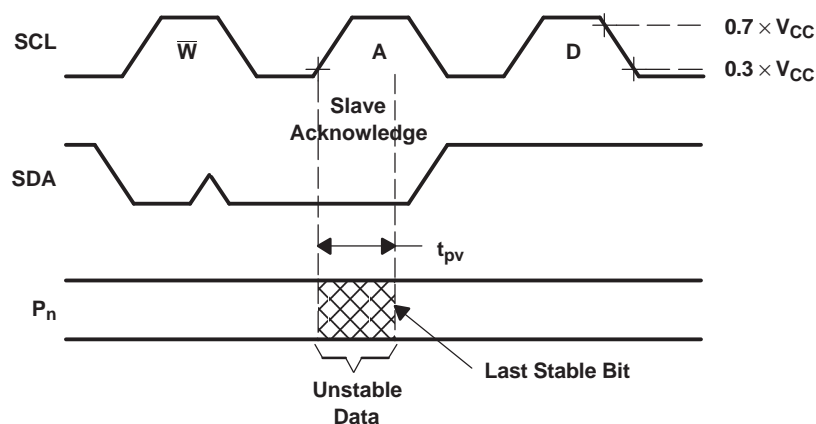 SCL
W
A
D
0.7 × VCC
0.3 × VCC
Slave
Acknowledge
SDA
tpv
Pn
Last Stable Bit
Unstable
Data